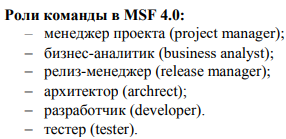 Роли команды в MSF 4.0:
– менеджер проекта (project manager);
– бизнес-аналитик (business analyst);
– релиз-менеджер (release manager);
– архитектор (archrect);
– разработчик (developer).
– тестер (tester).